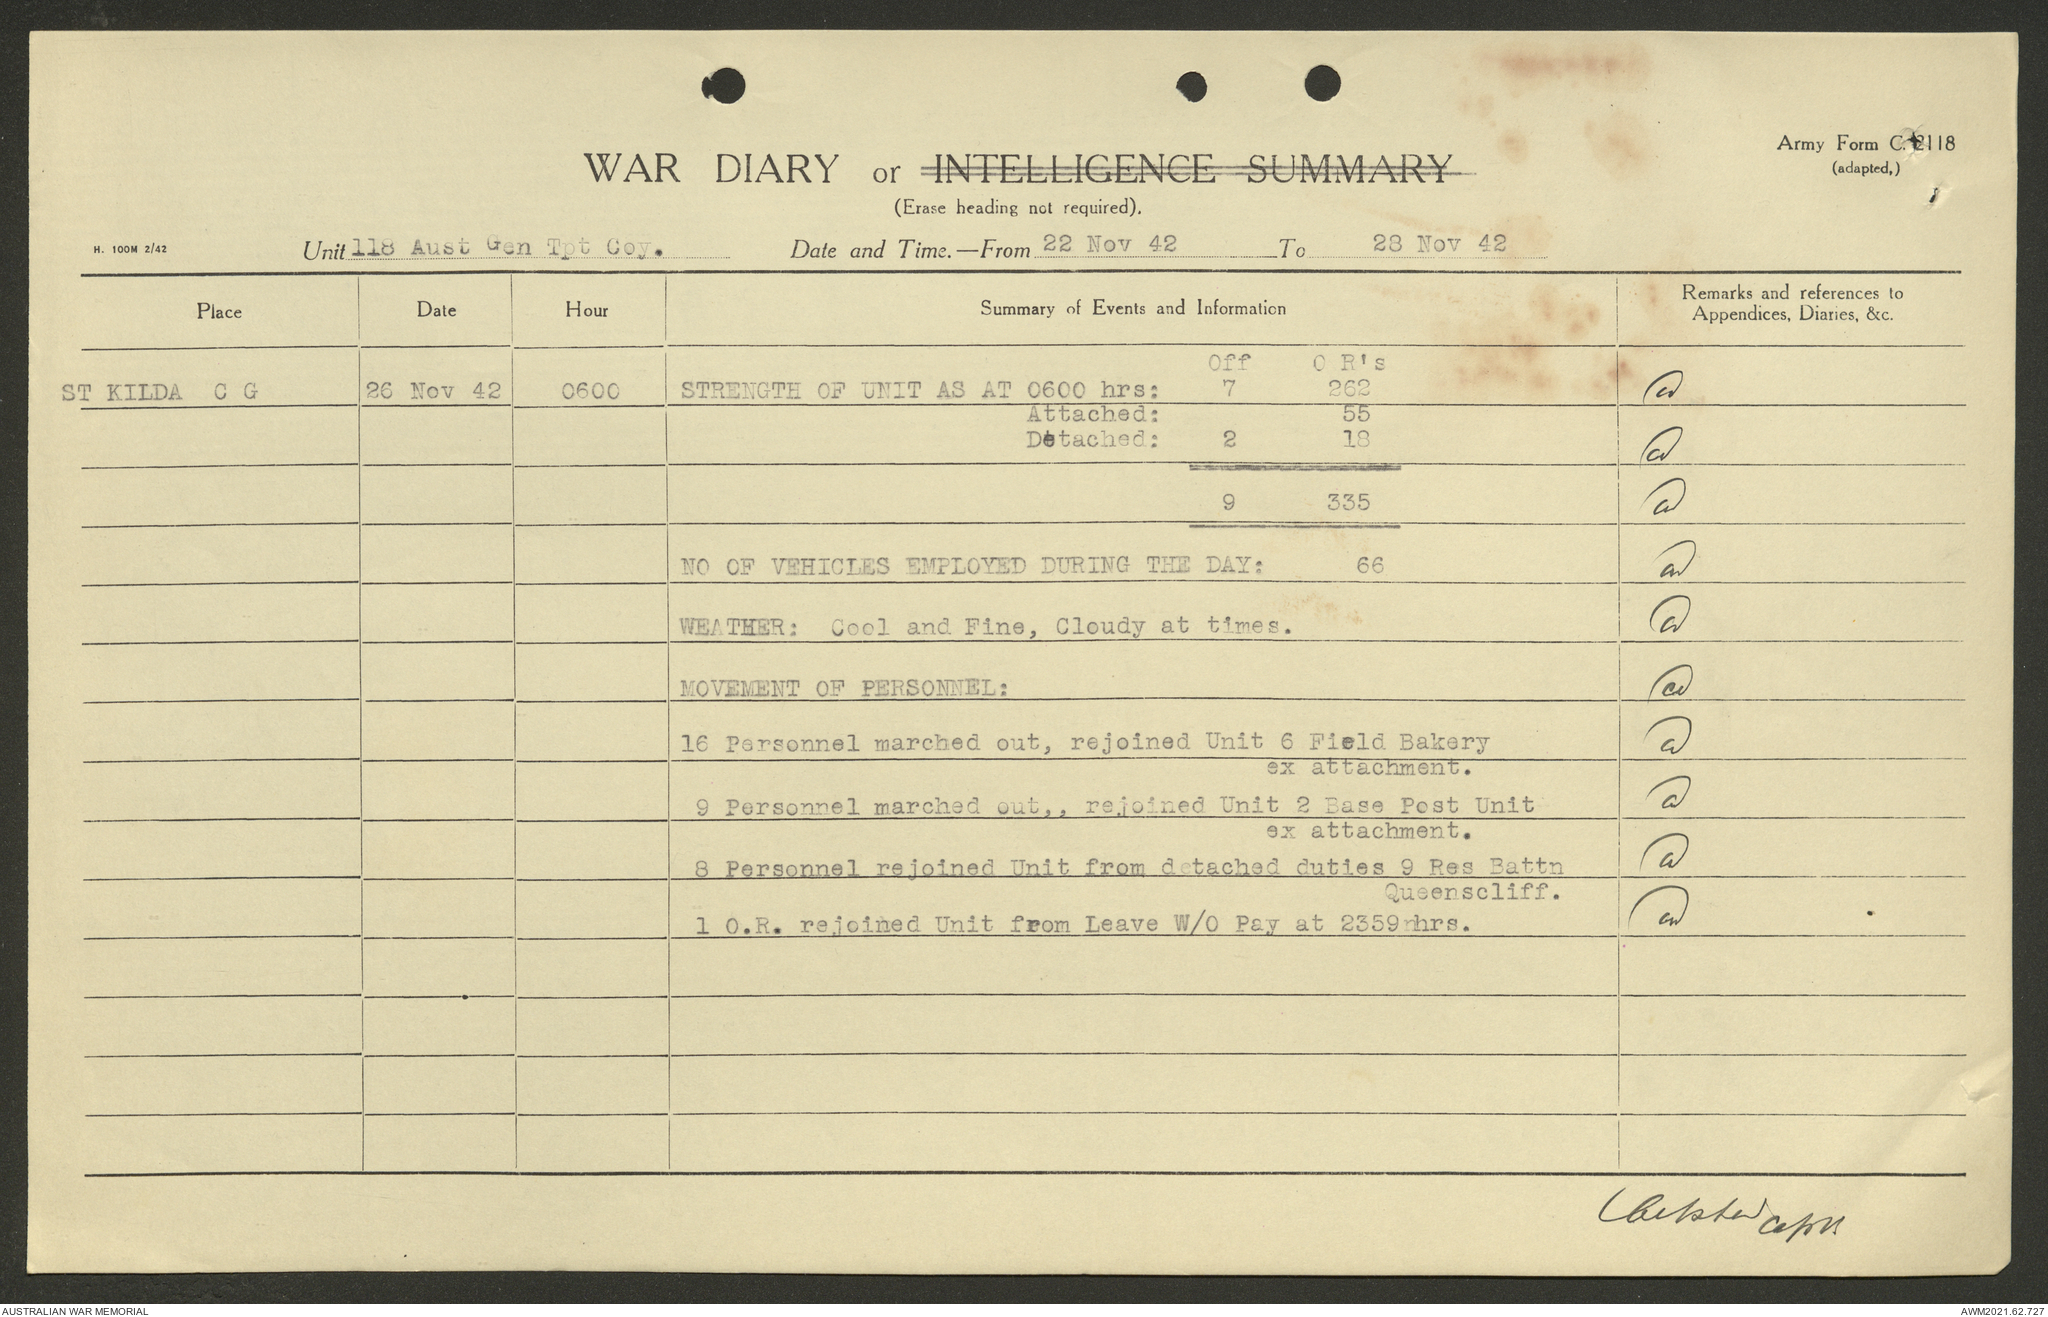 Army Form C. 2118
(adapted,)
WAR DIARY or INTELLIGENCE SUMMARY
(Erase heading not required).
H. 100M 2/42
Unit 118 Aust Gen Tpt Coy. Date and Time.—From 22 Nov 42 To 28 Nov 42
Place Date Hour Summary of Events and Information Remarks and references to
Appendices, Diaries, &c.
Off O R's
ST KILDA C G 26 Nov 42 0600 STRENGTH OF UNIT AS AT 0600 hrs: 7 262
Attached: 55
Detached: 2 18
9 335
NO OF VEHICLES EMPLOYED DURING THE DAY: 66
WEATHER: Cool and Fine, Cloudy at times.
MOVEMENT OF PERSONNEL:
16 Personnel marched out, rejoined Unit 6 Field Bakery
ex attachment.
9 Personnel marched out,, rejoined Unit 2 Base Post Unit
ex attachment.
8 Personnel rejoined Unit from detached duties 9 Res Battn
Queenscliff.
1 O.R. rejoined Unit from Leave W/O Pay at 2359 hrs.
Capt
AUSTRALIAN WAR MEMORIAL AWM2021.62.727